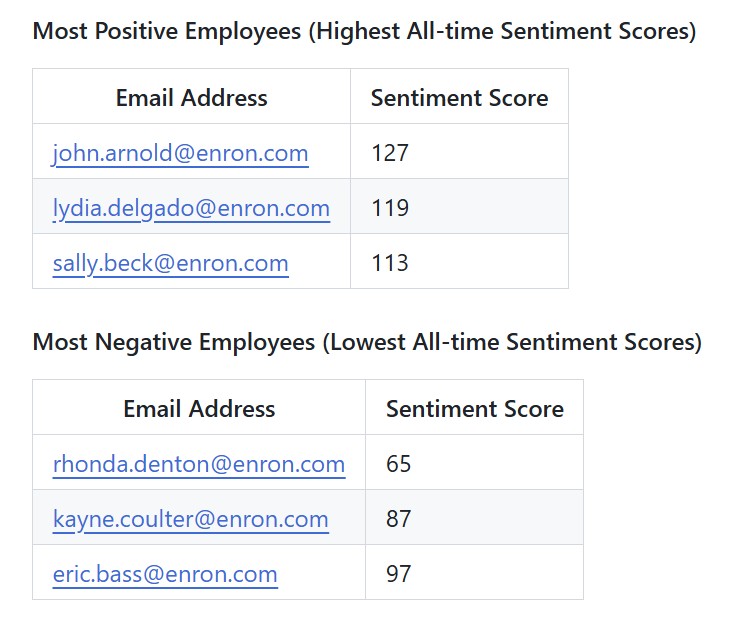 Most Positive Employees (Highest All-time Sentiment Scores)
Email Address Sentiment Score
john.arnold@enron.com 127
lydia.delgado@enron.com 119
sally.beck@enron.com 113
Most Negative Employees (Lowest All-time Sentiment Scores)
Email Address Sentiment Score
rhonda.denton@enron.com 65
kayne.coulter@enron.com 87
eric.bass@enron.com 97